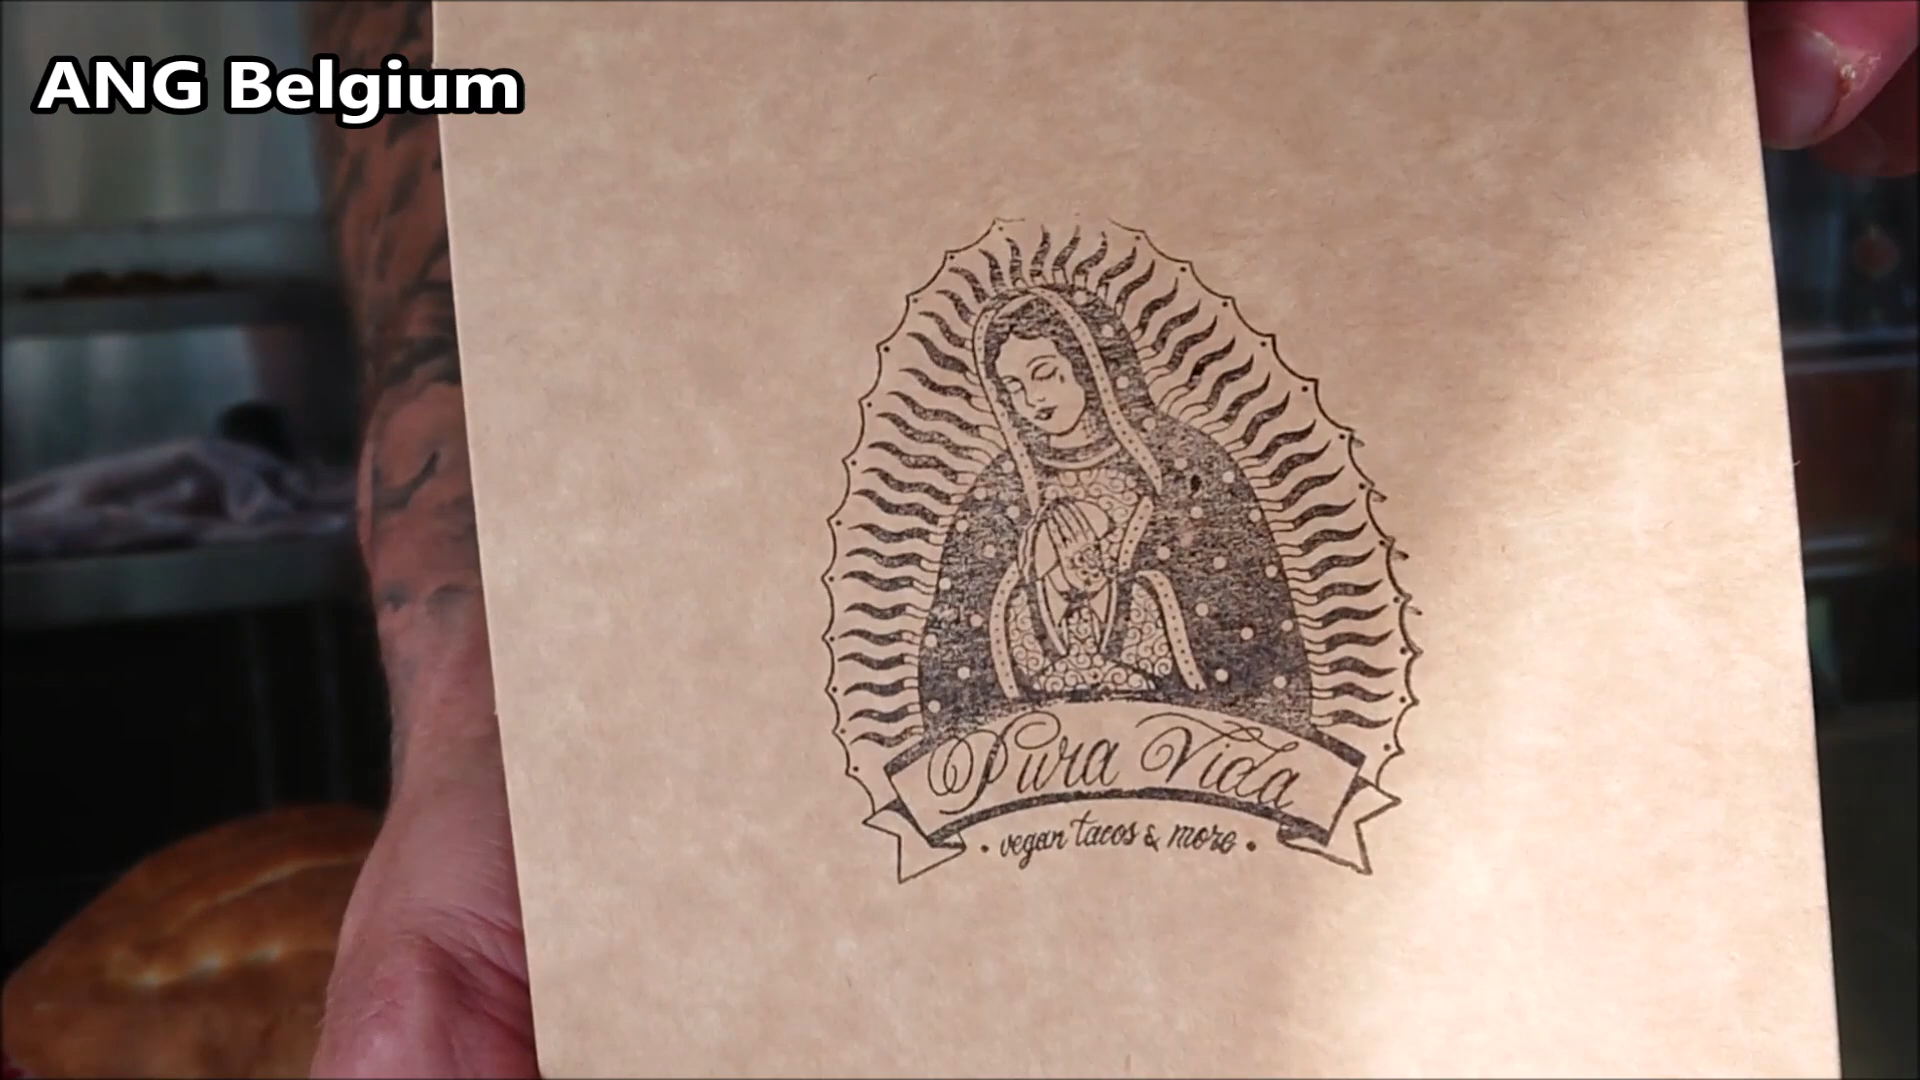 ANG Belgium
Pura Vida
• vegan tacos & more •